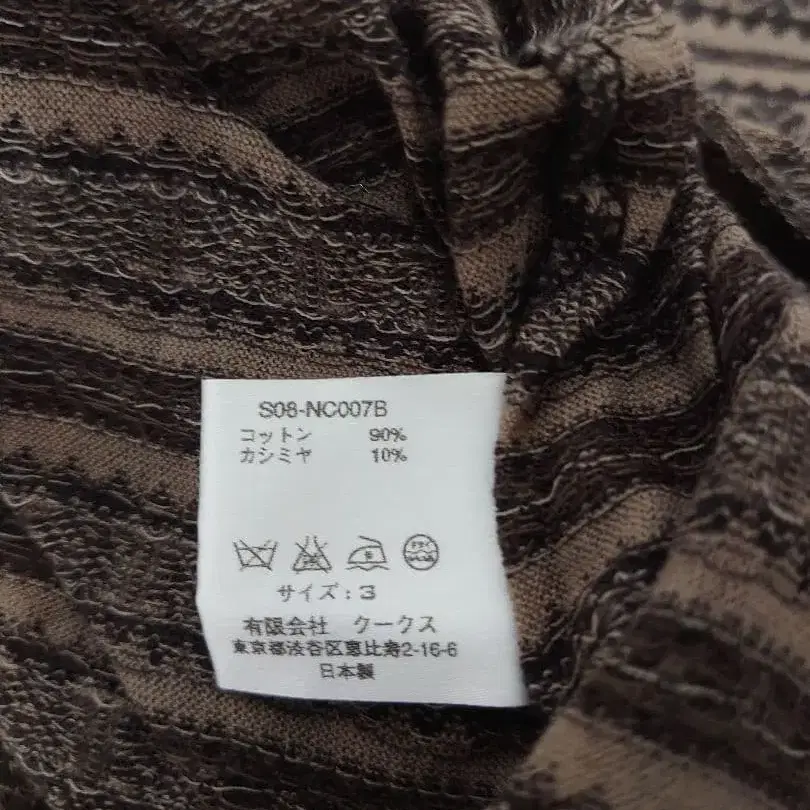 S08-NC007B
コットン 90%
カシミヤ 10%
サイズ:3
有限会社 クークス
東京都渋谷区恵比寿2-16-6
日本製